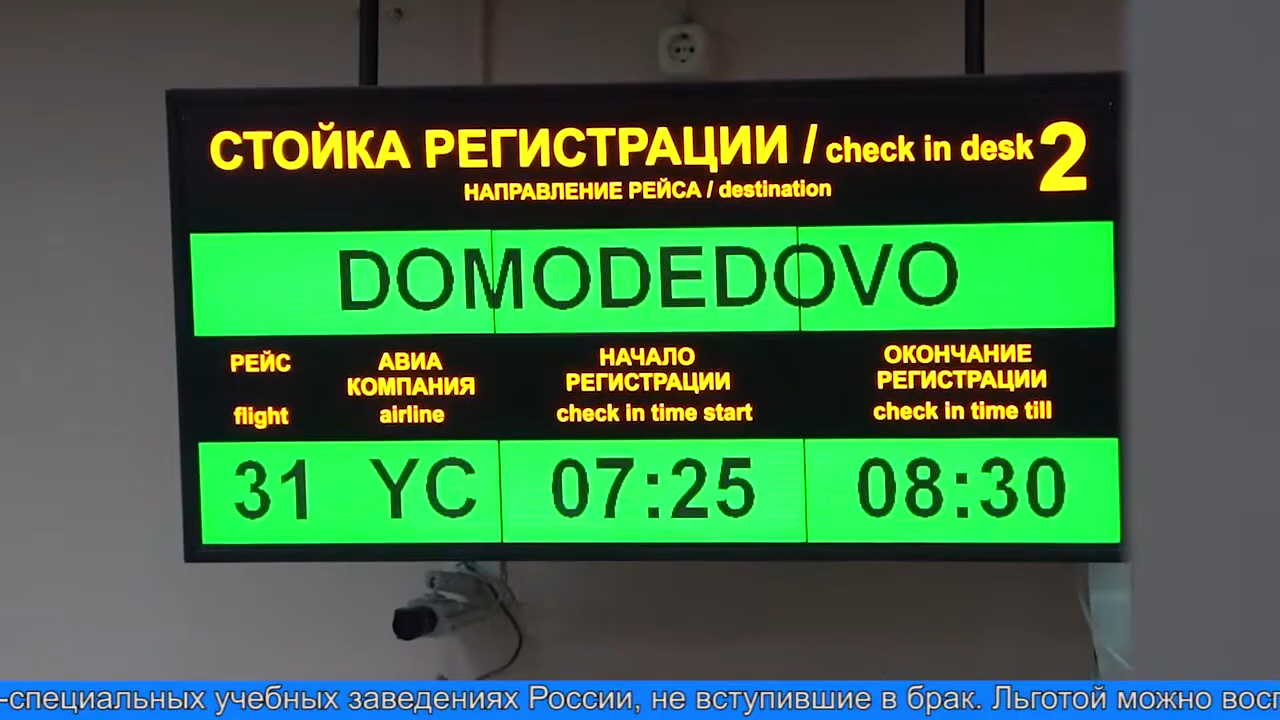 СТОЙКА РЕГИСТРАЦИИ / check in desk 2
НАПРАВЛЕНИЕ РЕЙСА / destination
DOMODEDOVO
РЕЙС АВИА НАЧАЛО ОКОНЧАНИЕ
КОМПАНИЯ РЕГИСТРАЦИИ РЕГИСТРАЦИИ
flight airline check in time start check in time till
31 YC 07:25 08:30
-специальных учебных заведениях России, не вступившие в брак. Льготой можно